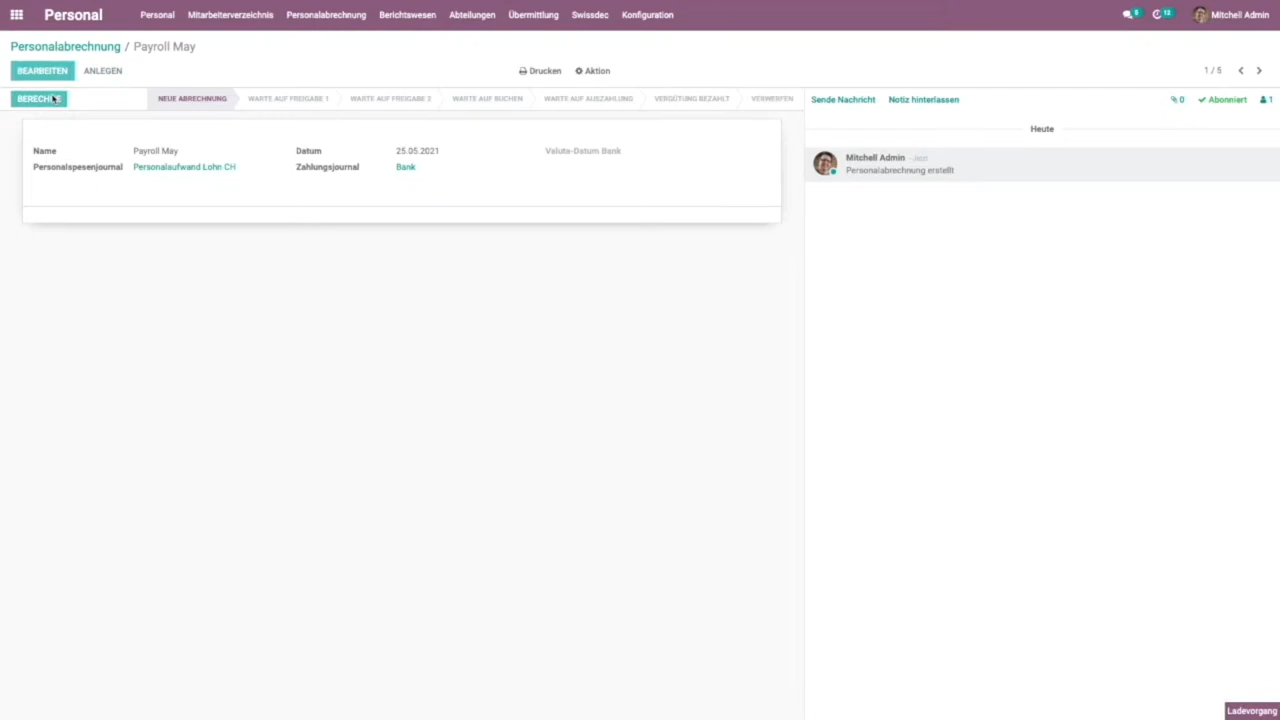 Personal Personal Mitarbeiterverzeichnis Personalabrechnung Berichtswesen Abteilungen Übermittlung Swissdec Konfiguration 5 12 Mitchell Admin
Personalabrechnung / Payroll May
BEARBEITEN ANLEGEN Drucken Aktion 1 / 5
NEUE ABRECHNUNG WARTE AUF FREIGABE 1 WARTE AUF FREIGABE 2 WARTE AUF BUCHEN WARTE AUF AUSZAHLUNG VERGÜTUNG BEZAHLT VERWERFEN
Sende Nachricht Notiz hinterlassen 0 Abonniert 1
Heute
Name Payroll May Datum 25.05.2021 Valuta-Datum Bank
Personalspesenjournal Personalaufwand Lohn CH Zahlungsjournal Bank
Mitchell Admin - Jetzt
Personalabrechnung erstellt
Ladevorgang